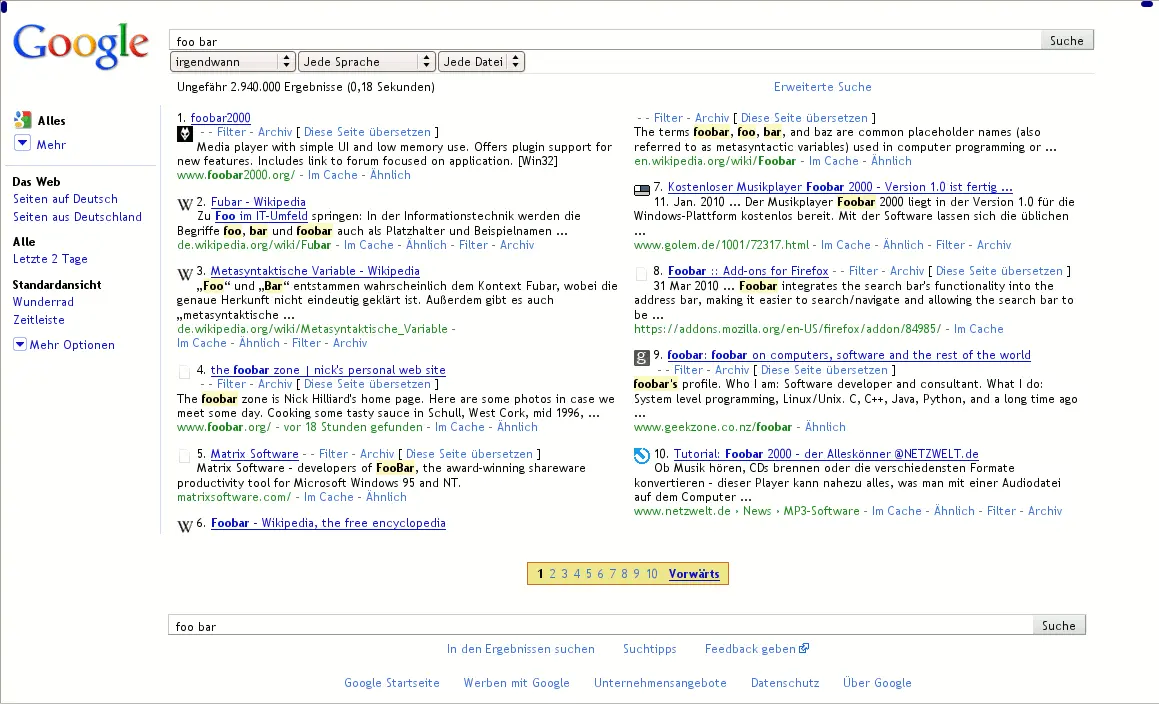 Google
foo bar
Suche
irgendwann
Jede Sprache
Jede Datei
Ungefähr 2.940.000 Ergebnisse (0,18 Sekunden)
Erweiterte Suche
Alles
Mehr
Das Web
Seiten auf Deutsch
Seiten aus Deutschland
Alle
Letzte 2 Tage
Standardansicht
Wunderrad
Zeitleiste
Mehr Optionen
1. foobar2000
- - Filter - Archiv [ Diese Seite übersetzen ]
Media player with simple UI and low memory use. Offers plugin support for
new features. Includes link to forum focused on application. [Win32]
www.foobar2000.org/ - Im Cache - Ähnlich
W 2. Fubar - Wikipedia
Zu Foo im IT-Umfeld springen: In der Informationstechnik werden die
Begriffe foo, bar und foobar auch als Platzhalter und Beispielnamen ...
de.wikipedia.org/wiki/Fubar - Im Cache - Ähnlich - Filter - Archiv
W 3. Metasyntaktische Variable - Wikipedia
„Foo“ und „Bar“ entstammen wahrscheinlich dem Kontext Fubar, wobei die
genaue Herkunft nicht eindeutig geklärt ist. Außerdem gibt es auch
„metasyntaktische ...
de.wikipedia.org/wiki/Metasyntaktische_Variable -
Im Cache - Ähnlich - Filter - Archiv
4. the foobar zone | nick's personal web site
- - Filter - Archiv [ Diese Seite übersetzen ]
The foobar zone is Nick Hilliard's home page. Here are some photos in case we
meet some day. Cooking some tasty sauce in Schull, West Cork, mid 1996, ...
www.foobar.org/ - vor 18 Stunden gefunden - Im Cache - Ähnlich
5. Matrix Software - - Filter - Archiv [ Diese Seite übersetzen ]
Matrix Software - developers of FooBar, the award-winning shareware
productivity tool for Microsoft Windows 95 and NT.
matrixsoftware.com/ - Im Cache - Ähnlich
W 6. Foobar - Wikipedia, the free encyclopedia
- - Filter - Archiv [ Diese Seite übersetzen ]
The terms foobar, foo, bar, and baz are common placeholder names (also
referred to as metasyntactic variables) used in computer programming or ...
en.wikipedia.org/wiki/Foobar - Im Cache - Ähnlich
7. Kostenloser Musikplayer Foobar 2000 - Version 1.0 ist fertig ...
11. Jan. 2010 ... Der Musikplayer Foobar 2000 liegt in der Version 1.0 für die
Windows-Plattform kostenlos bereit. Mit der Software lassen sich die üblichen
...
www.golem.de/1001/72317.html - Im Cache - Ähnlich - Filter - Archiv
8. Foobar :: Add-ons for Firefox - - Filter - Archiv [ Diese Seite übersetzen ]
31 Mar 2010 ... Foobar integrates the search bar's functionality into the
address bar, making it easier to search/navigate and allowing the search bar to
be ...
https://addons.mozilla.org/en-US/firefox/addon/84985/ - Im Cache
g 9. foobar: foobar on computers, software and the rest of the world
- - Filter - Archiv [ Diese Seite übersetzen ]
foobar's profile. Who I am: Software developer and consultant. What I do:
System level programming, Linux/Unix. C, C++, Java, Python, and a long time ago
...
www.geekzone.co.nz/foobar - Ähnlich
10. Tutorial: Foobar 2000 - der Alleskönner @NETZWELT.de
Ob Musik hören, CDs brennen oder die verschiedensten Formate
konvertieren - dieser Player kann nahezu alles, was man mit einer Audiodatei
auf dem Computer ...
www.netzwelt.de › News › MP3-Software - Im Cache - Ähnlich - Filter - Archiv
1 2 3 4 5 6 7 8 9 10 Vorwärts
foo bar
Suche
In den Ergebnissen suchen Suchtipps Feedback geben
Google Startseite Werben mit Google Unternehmensangebote Datenschutz Über Google